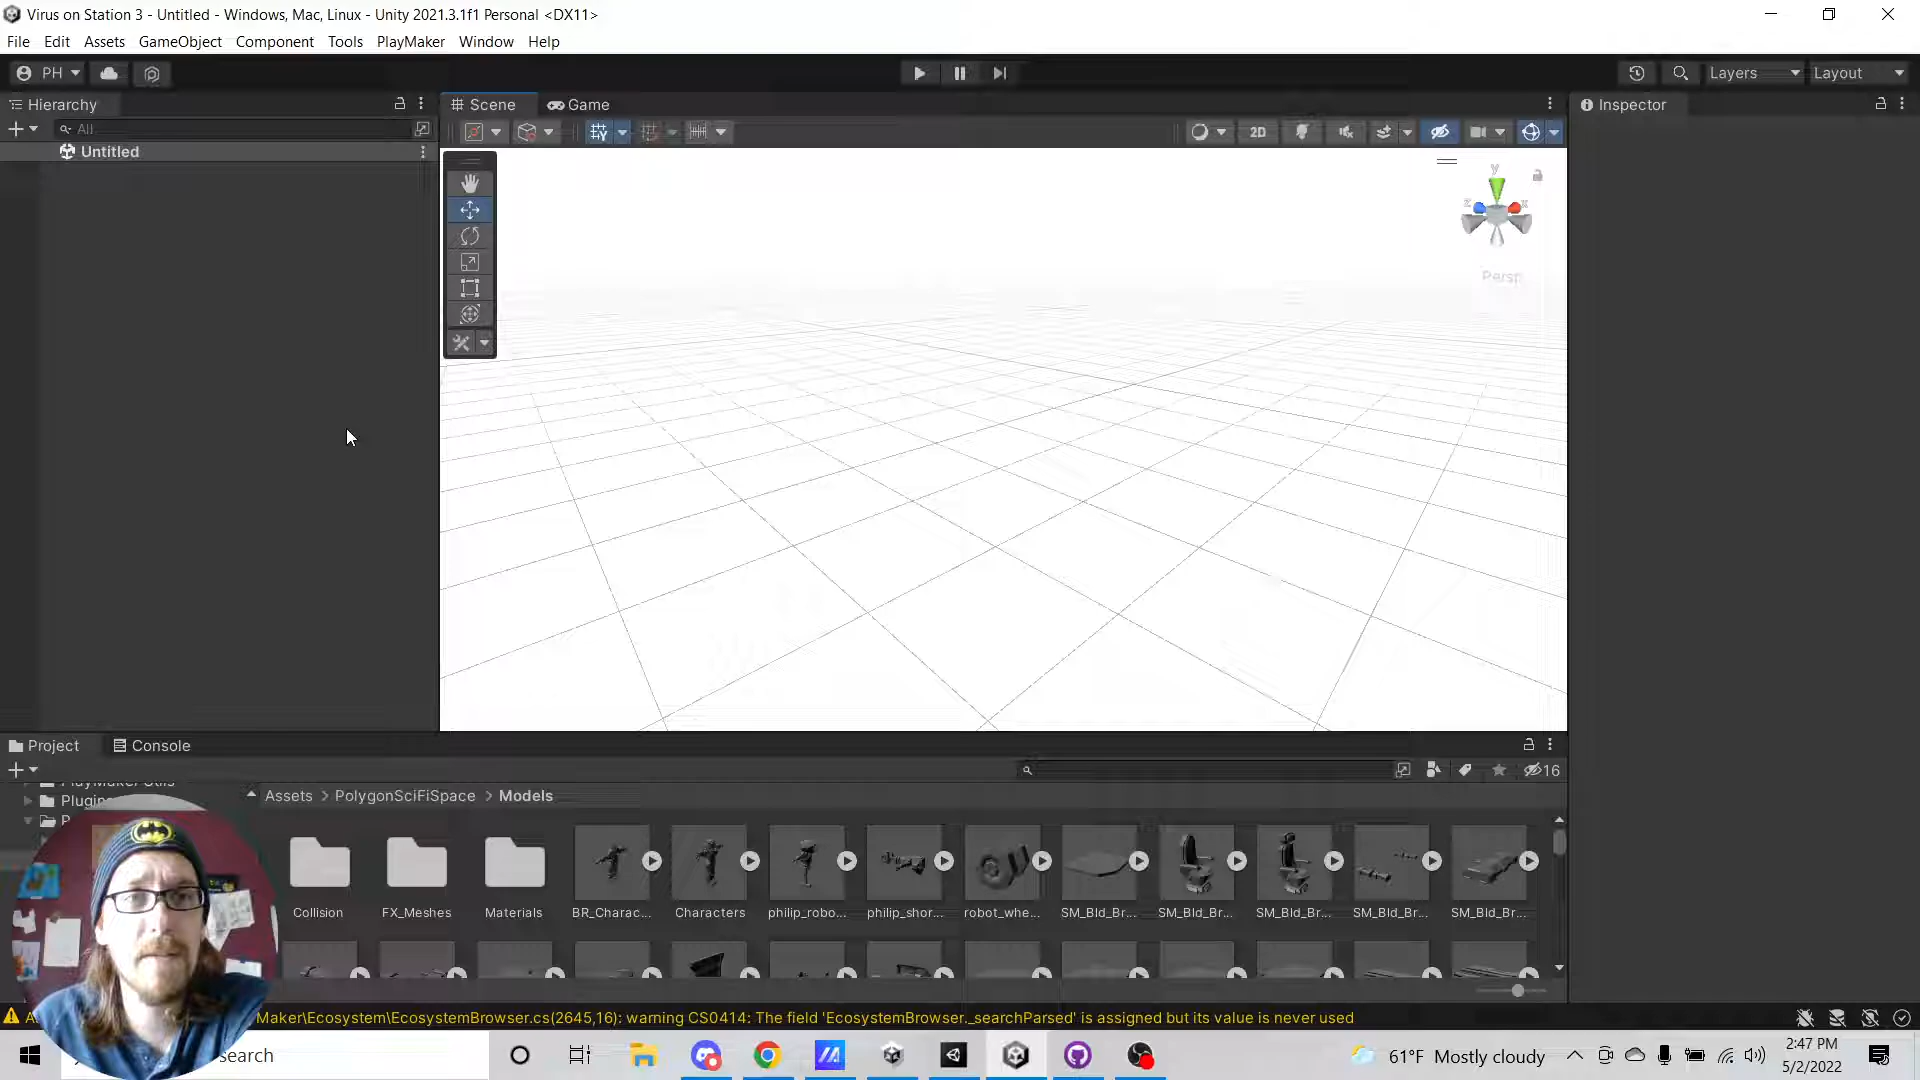 Virus on Station 3 - Untitled - Windows, Mac, Linux - Unity 2021.3.1f1 Personal <DX11>
File Edit Assets GameObject Component Tools PlayMaker Window Help
PH
Layers Layout
Hierarchy
Scene Game
Inspector
All
2D
Untitled
y
z x
Persp
Project Console
16
PlayMaker Utils
Plugin
Assets > PolygonSciFiSpace > Models
P
Collision FX_Meshes Materials BR_Charac... Characters philip_robo... philip_shor... robot_whe... SM_Bld_Br... SM_Bld_Br... SM_Bld_Br... SM_Bld_Br... SM_Bld_Br...
Maker\Ecosystem\EcosystemBrowser.cs(2645,16): warning CS0414: The field 'EcosystemBrowser._searchParsed' is assigned but its value is never used
search
61°F Mostly cloudy
2:47 PM
5/2/2022